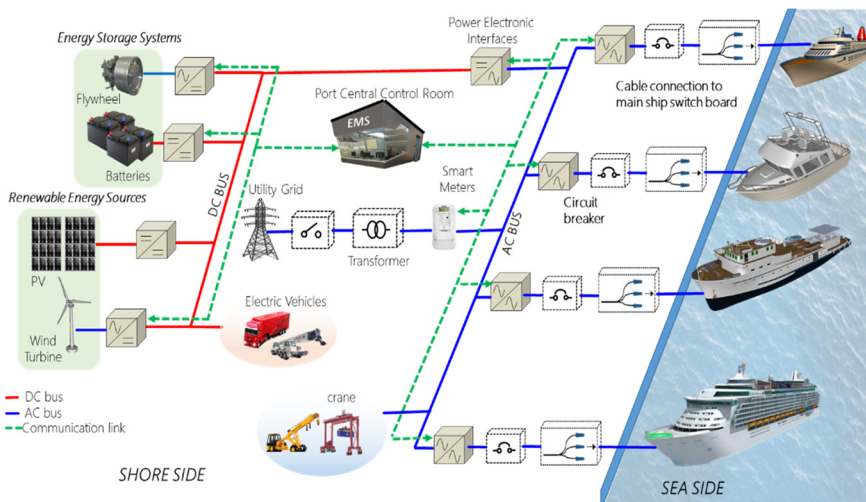 Energy Storage Systems
Flywheel
Batteries
Renewable Energy Sources
PV
Wind
Turbine
DC bus
AC bus
Communication link
SHORE SIDE
DC BUS
Utility Grid
Transformer
Electric Vehicles
crane
Port Central Control Room
EMS
Smart
Meters
Power Electronic
Interfaces
AC BUS
Cable connection to
main ship switch board
Circuit
breaker
SEA SIDE